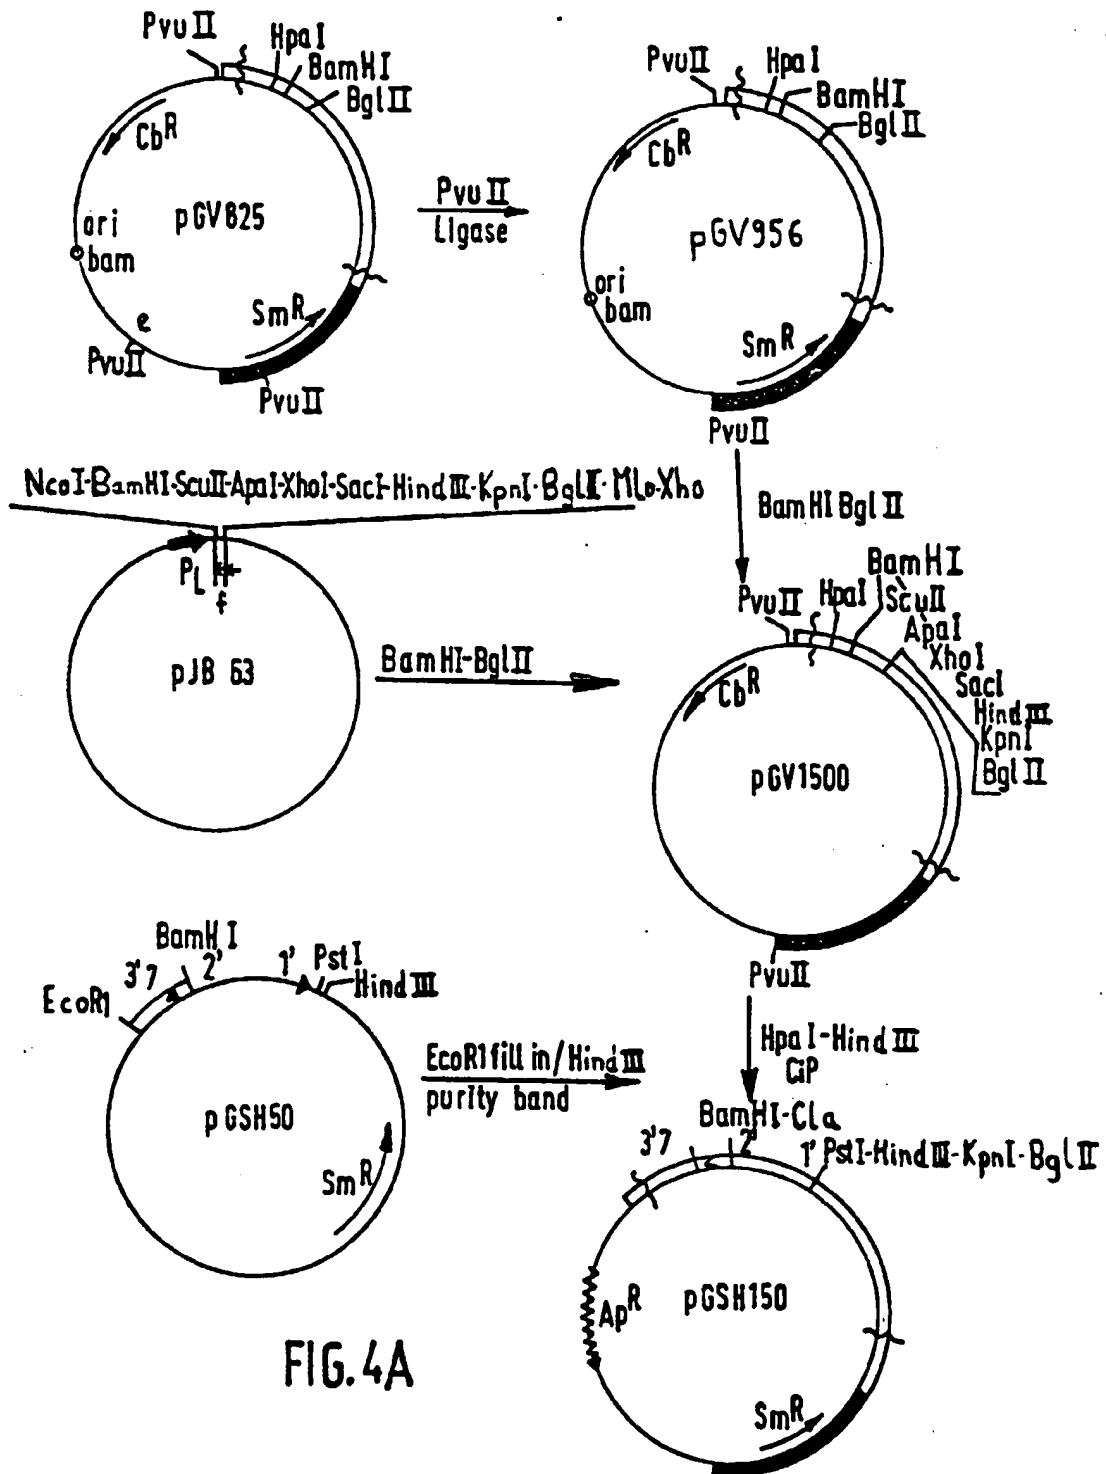 Pvu II
HpaI
BamHI
BglII
CbR
pGV825
ori
bam
e
PvuII
SmR
PvuII
PvuII
Ligase
PvuII
HpaI
BamHI
BglII
CbR
pGV956
ori
bam
SmR
PvuII
NcoI-BamHI-ScuII-ApaI-XhoI-SacI-HindIII-KpnI-BglII-Mlo-Xho
PL
f
pJB 63
BamHI-BglII
BamHI BglII
PvuII
HpaI
BamHI
ScuII
ApaI
XhoI
SacI
HindIII
KpnI
BglII
CbR
pGV1500
PvuII
BamHI
EcoR1
3'7
2'
1'
PstI
HindIII
pGSH50
SmR
EcoR1 fill in/HindIII
purity band
HpaI-HindIII
CiP
BamHI-Cla
3'7
2'
1' PstI-HindIII-KpnI-BglII
ApR
pGSH150
SmR
FIG. 4A